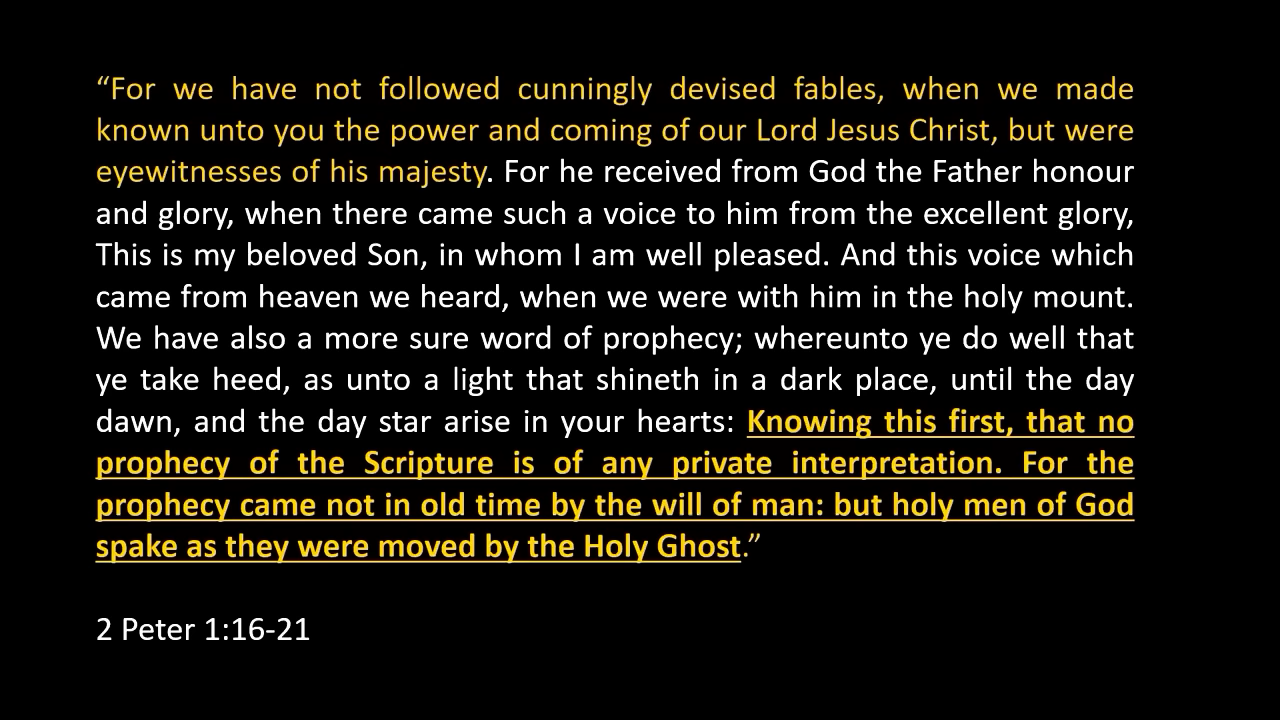 “For we have not followed cunningly devised fables, when we made
known unto you the power and coming of our Lord Jesus Christ, but were
eyewitnesses of his majesty. For he received from God the Father honour
and glory, when there came such a voice to him from the excellent glory,
This is my beloved Son, in whom I am well pleased. And this voice which
came from heaven we heard, when we were with him in the holy mount.
We have also a more sure word of prophecy; whereunto ye do well that
ye take heed, as unto a light that shineth in a dark place, until the day
dawn, and the day star arise in your hearts: Knowing this first, that no
prophecy of the Scripture is of any private interpretation. For the
prophecy came not in old time by the will of man: but holy men of God
spake as they were moved by the Holy Ghost.”
2 Peter 1:16-21